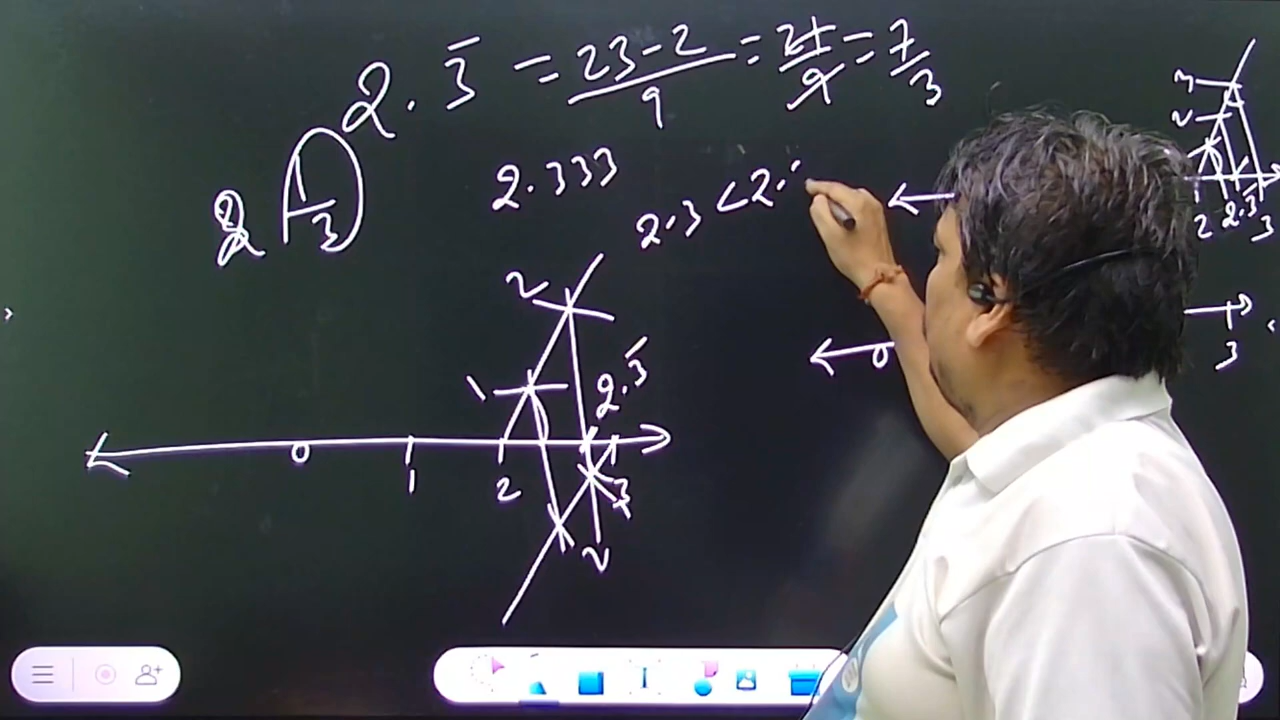 2.3̄ = 23-2/9 = 21/9 = 7/3
2 1/3
2.333
2.3 < 2.
2
1
2.3̄
0 1 2 3
2
3
2
2 2.3̄ 3
0 3